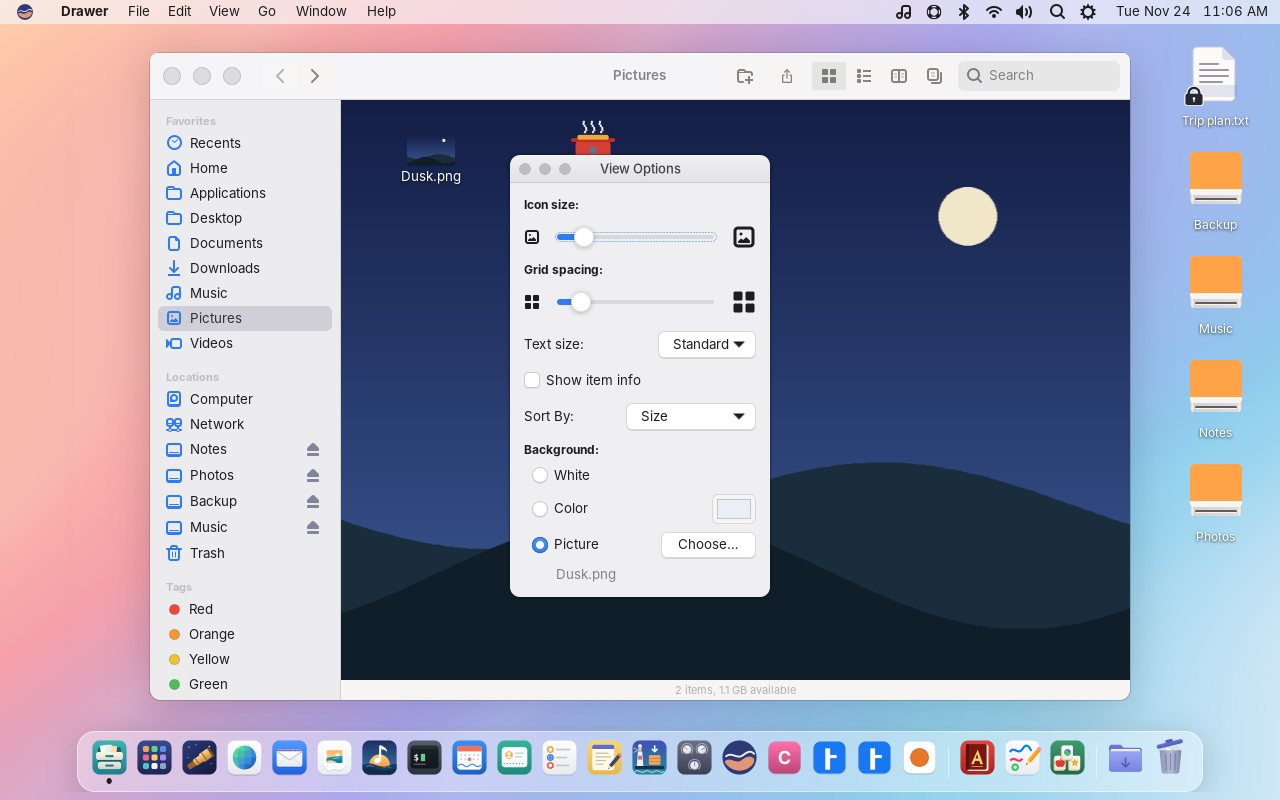 Drawer File Edit View Go Window Help Tue Nov 24 11:06 AM
Pictures
Search
Trip plan.txt
Backup
Music
Notes
Photos
Favorites
Recents
Home
Applications
Desktop
Documents
Downloads
Music
Pictures
Videos
Locations
Computer
Network
Notes
Photos
Backup
Music
Trash
Tags
Red
Orange
Yellow
Green
Dusk.png
View Options
Icon size:
Grid spacing:
Text size: Standard
Show item info
Sort By: Size
Background:
White
Color
Picture Choose...
Dusk.png
2 items, 1.1 GB available
$
C
A